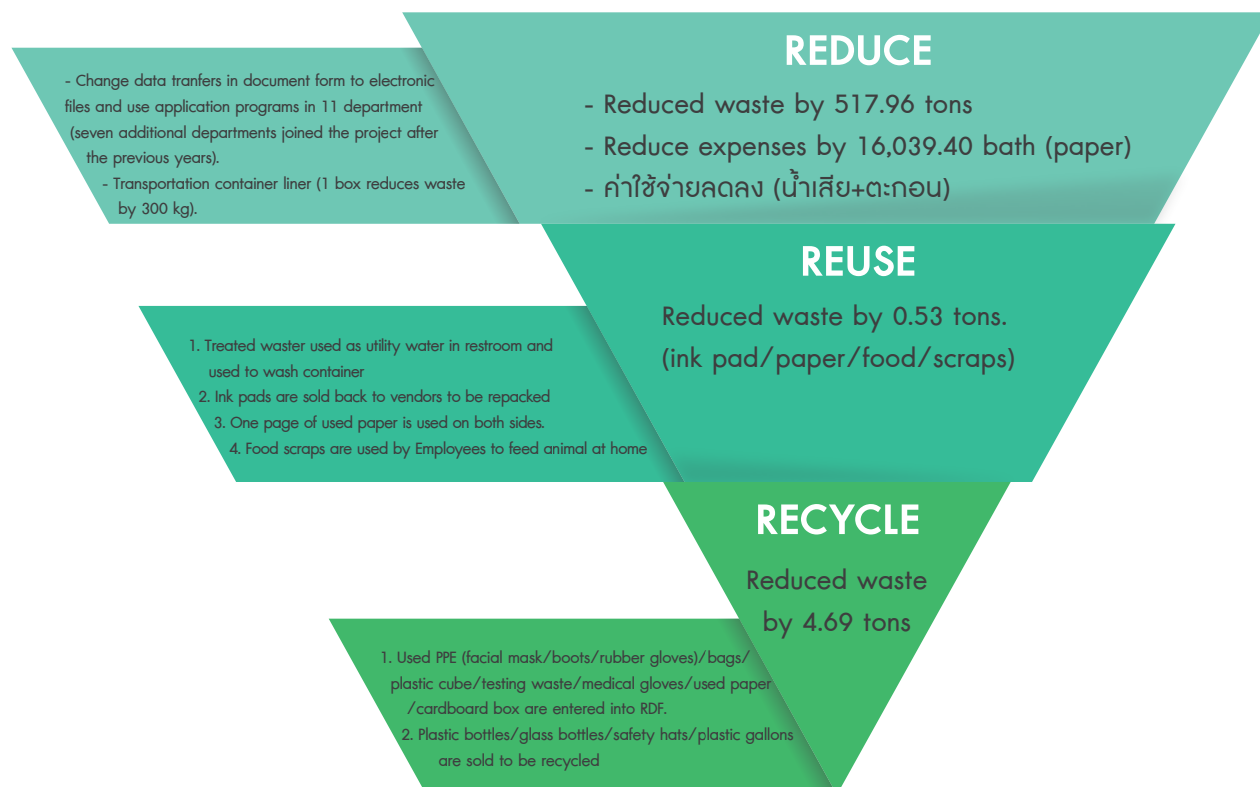 REDUCE
- Reduced waste by 517.96 tons
- Reduce expenses by 16,039.40 bath (paper)
- ค่าใช้จ่ายลดลง (น้ำเสีย+ตะกอน)
- Change data tranfers in document form to electronic
files and use application programs in 11 department
(seven additional departments joined the project after
the previous years).
- Transportation container liner (1 box reduces waste
by 300 kg).
REUSE
Reduced waste by 0.53 tons.
(ink pad/paper/food/scraps)
1. Treated waster used as utility water in restroom and
used to wash container
2. Ink pads are sold back to vendors to be repacked
3. One page of used paper is used on both sides.
4. Food scraps are used by Employees to feed animal at home
RECYCLE
Reduced waste
by 4.69 tons
1. Used PPE (facial mask/boots/rubber gloves)/bags/
plastic cube/testing waste/medical gloves/used paper
/cardboard box are entered into RDF.
2. Plastic bottles/glass bottles/safety hats/plastic gallons
are sold to be recycled